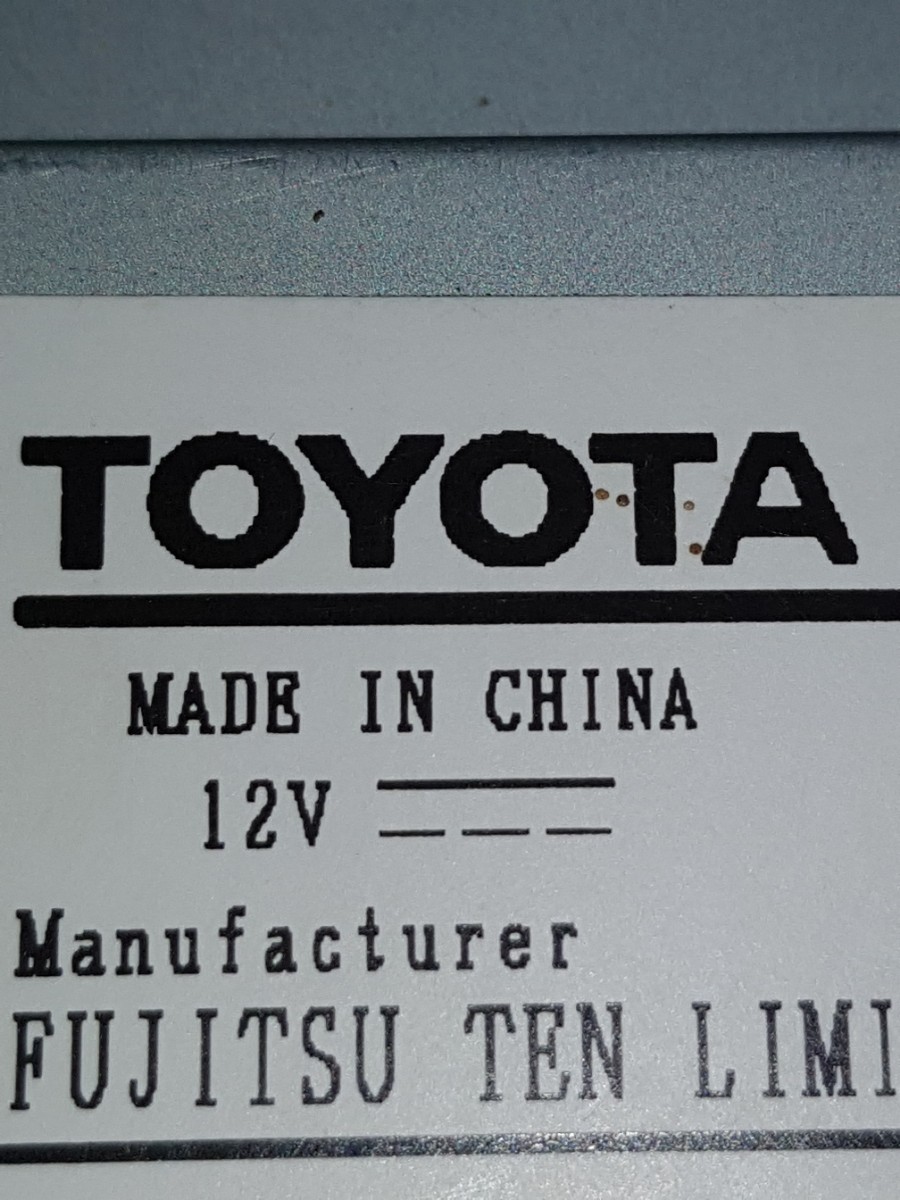 TOYOTA
MADE IN CHINA
12V
Manufacturer
FUJITSU TEN LIMI